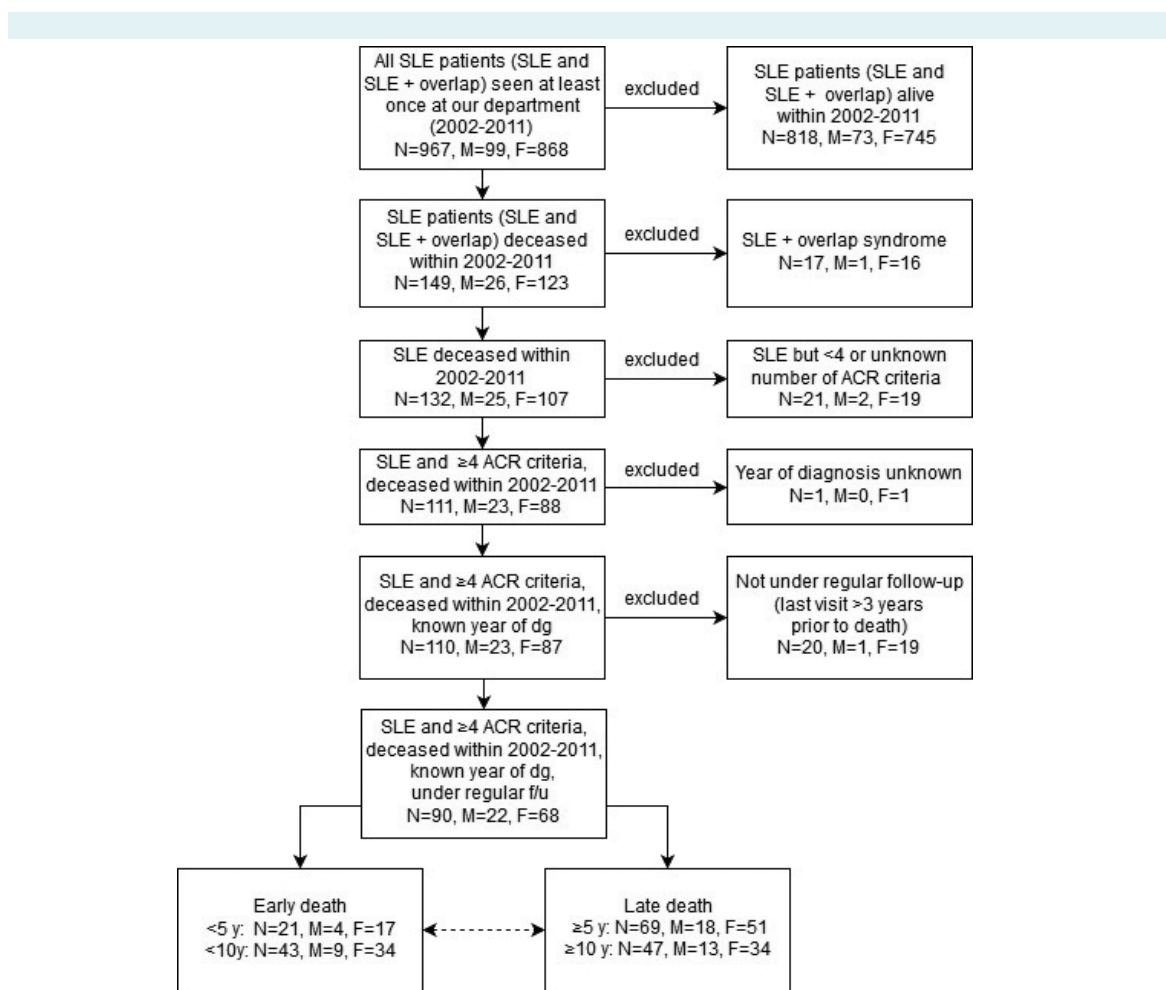 All SLE patients (SLE and
SLE + overlap) seen at least
once at our department
(2002-2011)
N=967, M=99, F=868
excluded
SLE patients (SLE and
SLE + overlap) alive
within 2002-2011
N=818, M=73, F=745
SLE patients (SLE and
SLE + overlap) deceased
within 2002-2011
N=149, M=26, F=123
excluded
SLE + overlap syndrome
N=17, M=1, F=16
SLE deceased within
2002-2011
N=132, M=25, F=107
excluded
SLE but <4 or unknown
number of ACR criteria
N=21, M=2, F=19
SLE and ≥4 ACR criteria,
deceased within 2002-2011
N=111, M=23, F=88
excluded
Year of diagnosis unknown
N=1, M=0, F=1
SLE and ≥4 ACR criteria,
deceased within 2002-2011,
known year of dg
N=110, M=23, F=87
excluded
Not under regular follow-up
(last visit >3 years
prior to death)
N=20, M=1, F=19
SLE and ≥4 ACR criteria,
deceased within 2002-2011,
known year of dg,
under regular f/u
N=90, M=22, F=68
Early death
<5 y: N=21, M=4, F=17
<10y: N=43, M=9, F=34
Late death
≥5 y: N=69, M=18, F=51
≥10 y: N=47, M=13, F=34